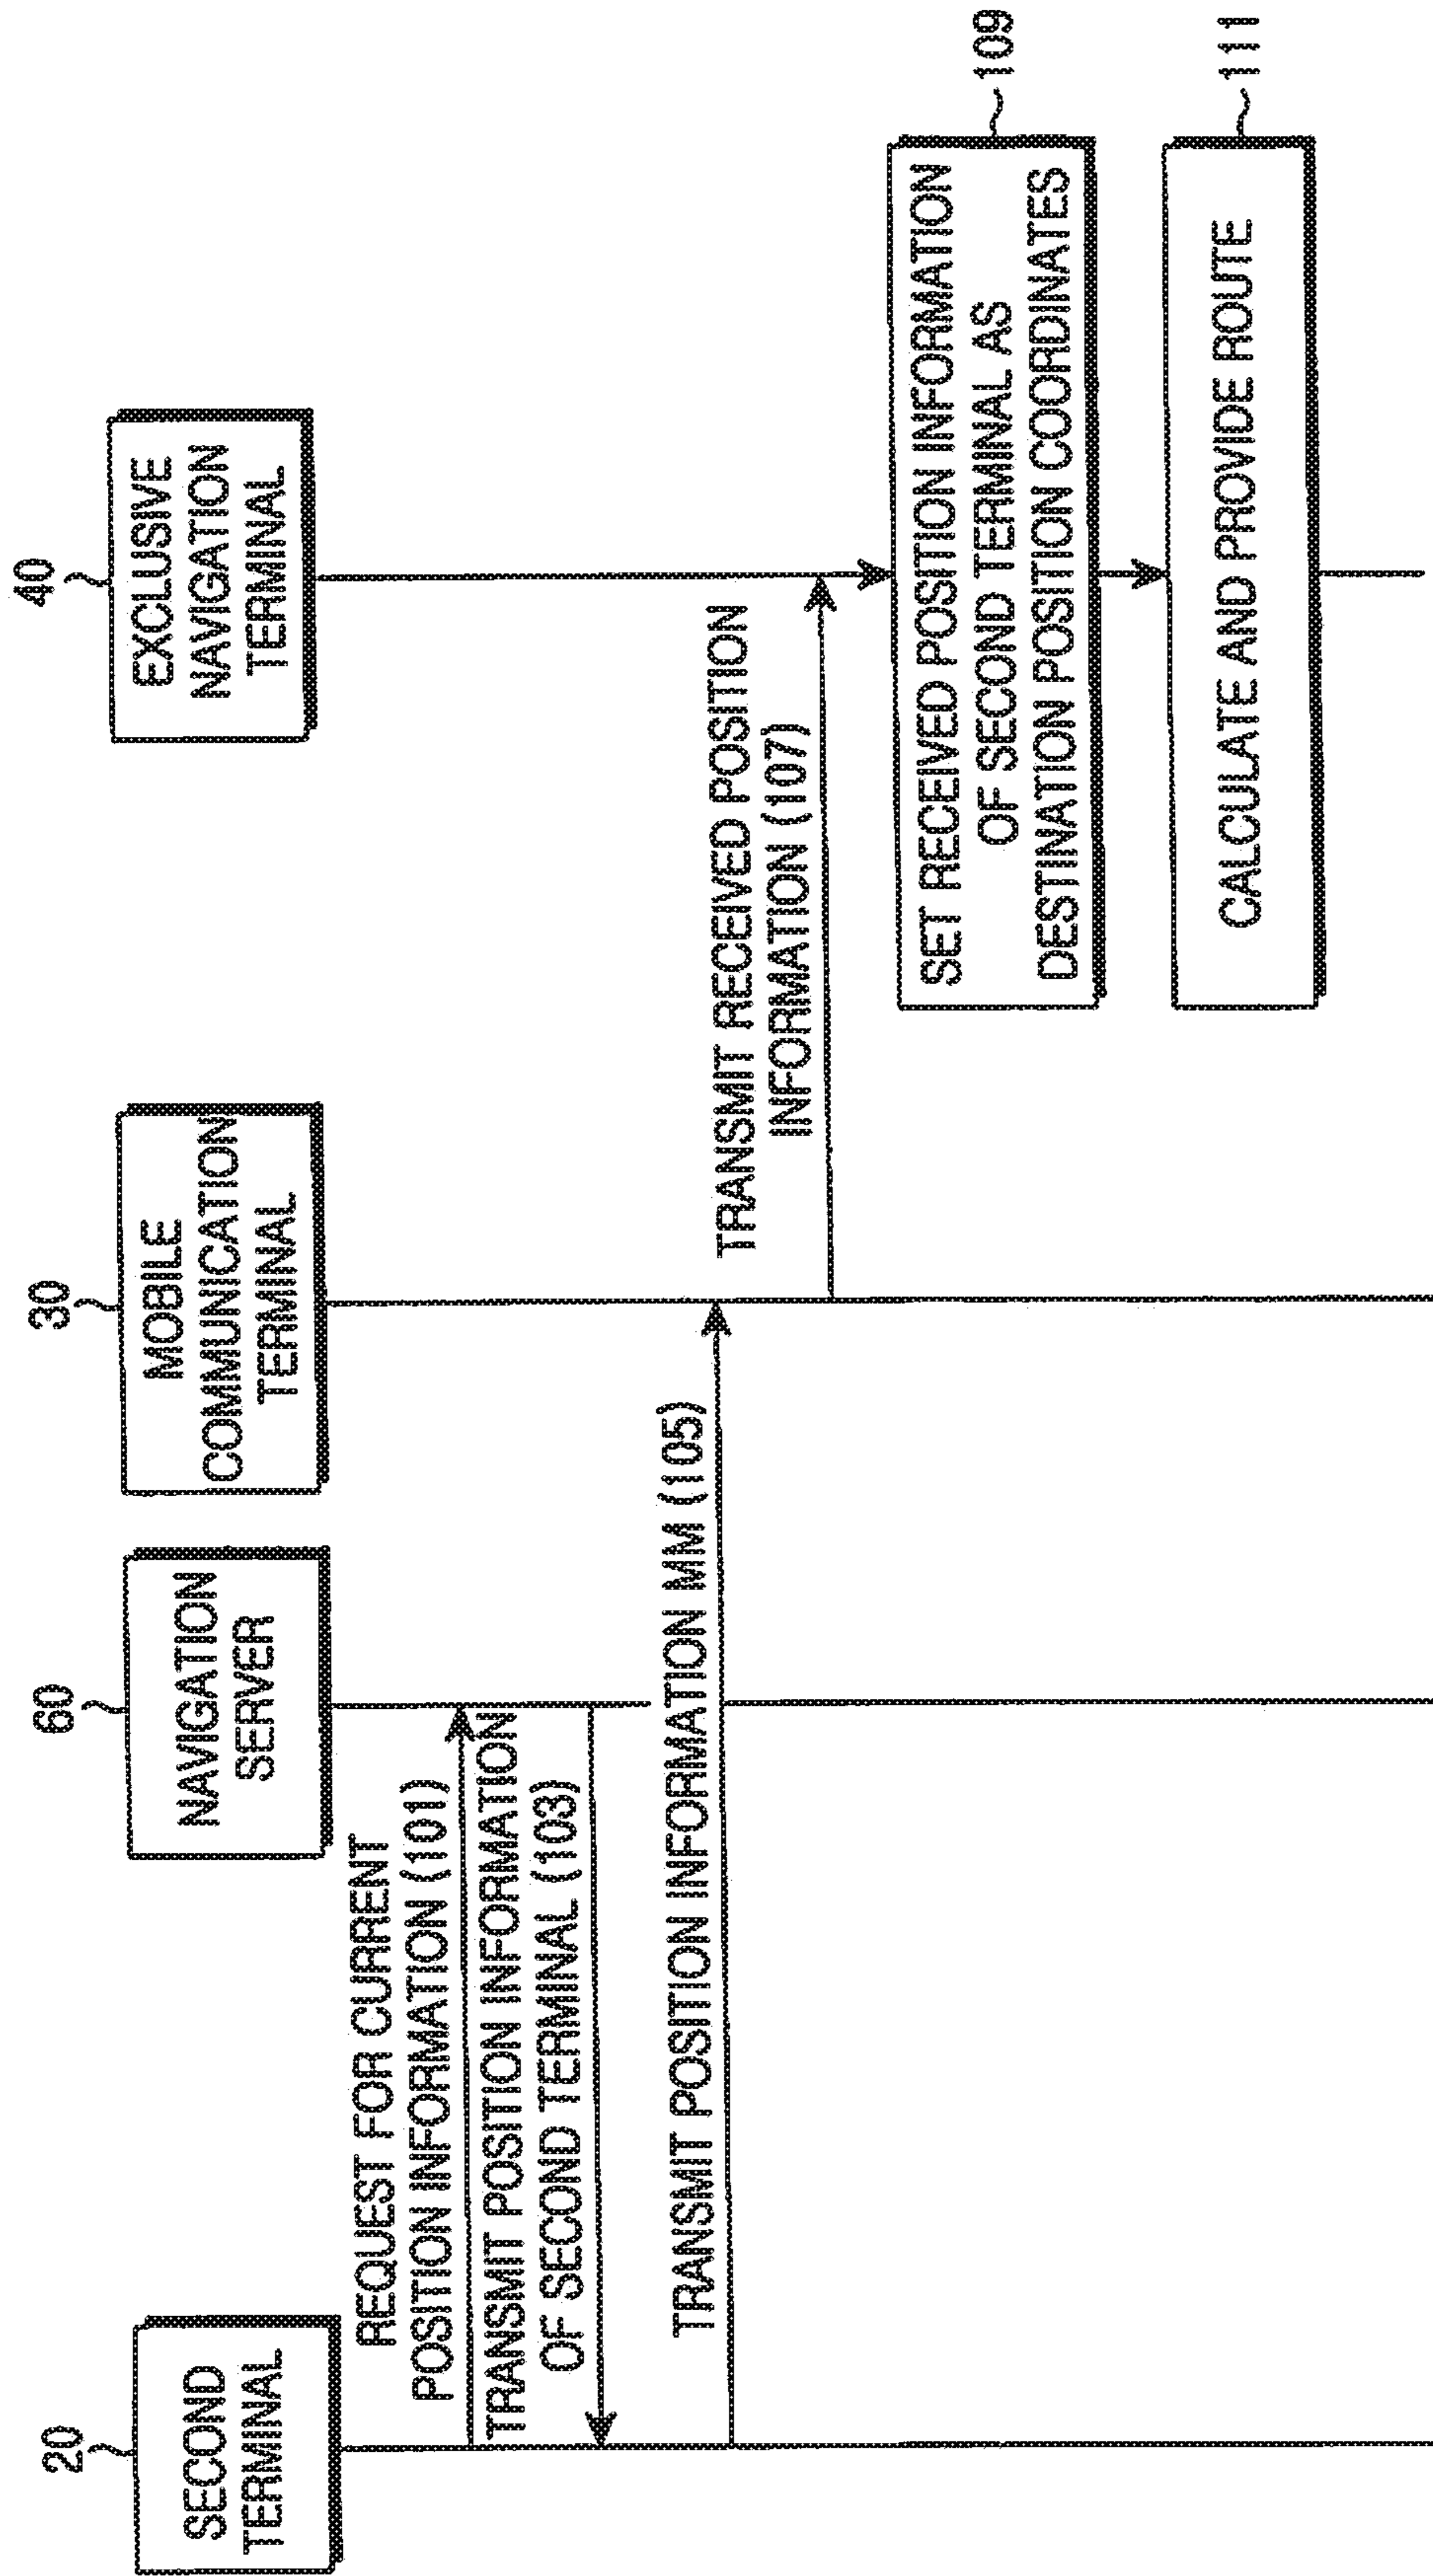 20
SECOND
TERMINAL
60
NAVIGATION
SERVER
30
MOBILE
COMMUNICATION
TERMINAL
40
EXCLUSIVE
NAVIGATION
TERMINAL
REQUEST FOR CURRENT
POSITION INFORMATION (101)
TRANSMIT POSITION INFORMATION
OF SECOND TERMINAL (103)
TRANSMIT POSITION INFORMATION MM (105)
TRANSMIT RECEIVED POSITION
INFORMATION (107)
SET RECEIVED POSITION INFORMATION
OF SECOND TERMINAL AS
DESTINATION POSITION COORDINATES
109
CALCULATE AND PROVIDE ROUTE
111